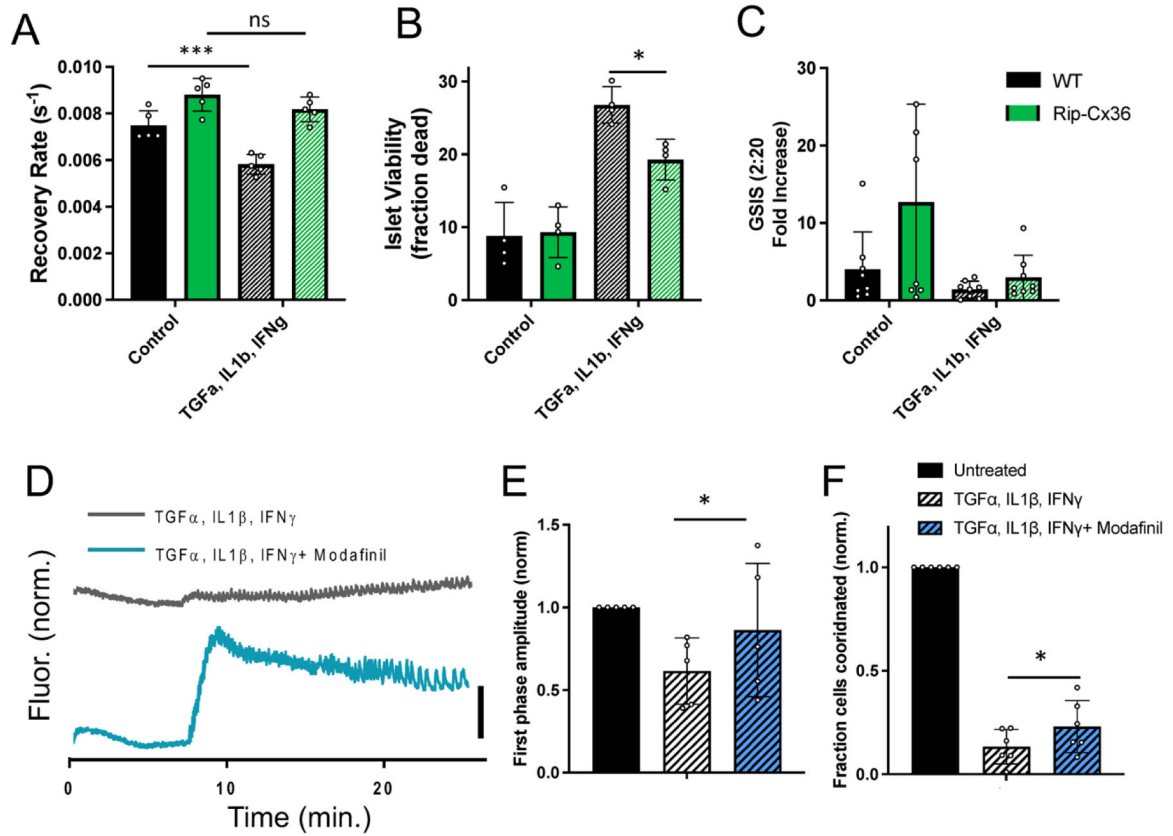 A
ns
***
Recovery Rate (s⁻¹)
0.010
0.008
0.006
0.004
0.002
0.000
Control
TGFa, IL1b, IFNg
B
*
Islet Viability
(fraction dead)
30
20
10
0
Control
TGFa, IL1b, IFNg
C
GSIS (2:20
Fold Increase)
30
20
10
0
Control
TGFa, IL1b, IFNg
WT
Rip-Cx36
D
TGFα, IL1β, IFNγ
TGFα, IL1β, IFNγ+ Modafinil
Fluor. (norm.)
0
10
20
Time (min.)
E
*
First phase amplitude (norm)
1.5
1.0
0.5
0.0
Untreated
TGFα, IL1β, IFNγ
TGFα, IL1β, IFNγ+ Modafinil
F
*
Fraction cells cooridnated (norm.)
1.0
0.5
0.0